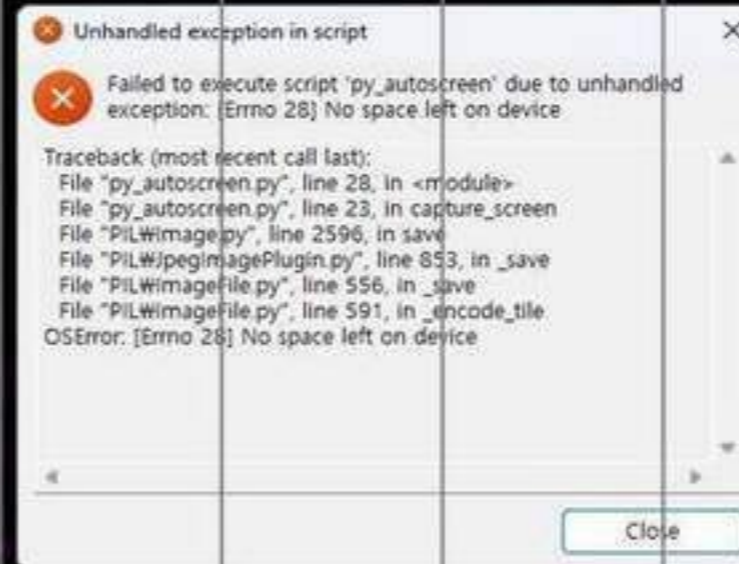 Unhandled exception in script
Failed to execute script 'py_autoscreen' due to unhandled
exception: [Errno 28] No space left on device
Traceback (most recent call last):
File "py_autoscreen.py", line 28, in <module>
File "py_autoscreen.py", line 23, in capture_screen
File "PIL₩Image.py", line 2596, in save
File "PIL₩JpegImagePlugin.py", line 853, in _save
File "PIL₩ImageFile.py", line 556, in _save
File "PIL₩ImageFile.py", line 591, in _encode_tile
OSError: [Errno 28] No space left on device
Close